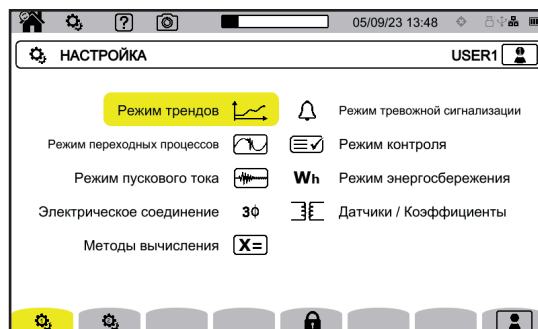 05/09/23 13:48
НАСТРОЙКА USER1
Режим трендов
Режим тревожной сигнализации
Режим переходных процессов
Режим контроля
Режим пускового тока
Wh Режим энергосбережения
Электрическое соединение 3ϕ
Датчики / Коэффициенты
Методы вычисления X=